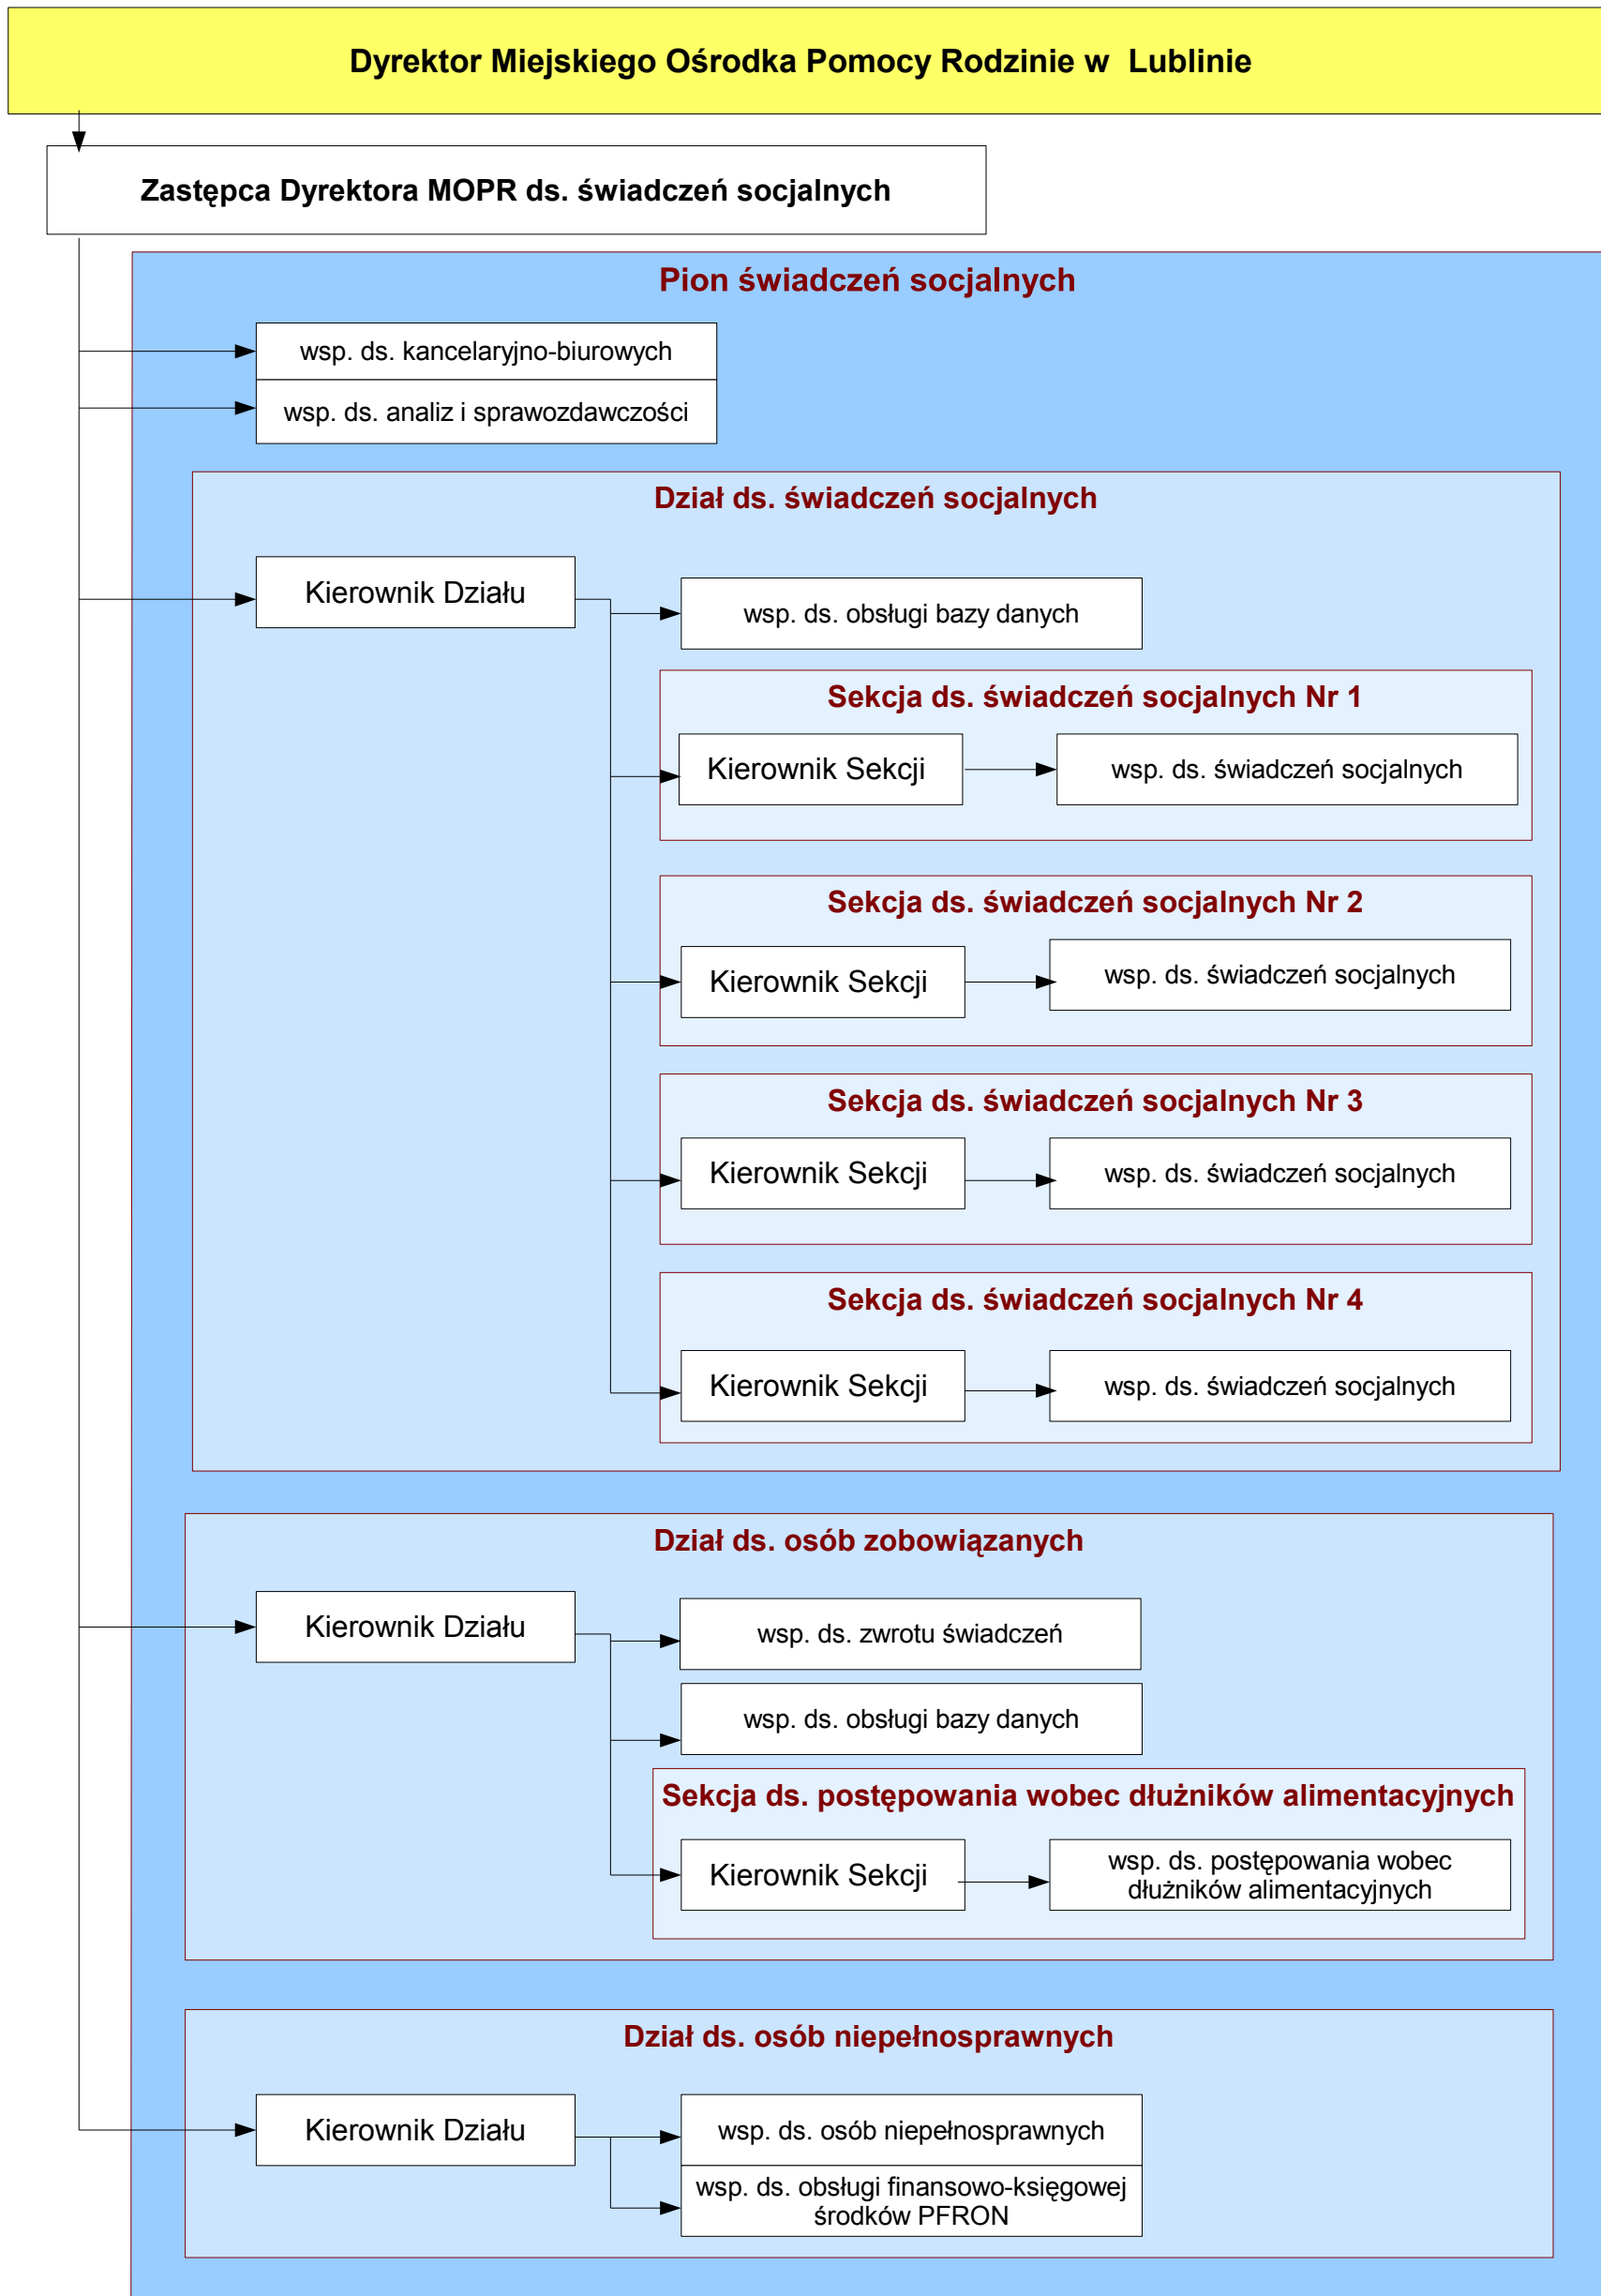 Dyrektor Miejskiego Ośrodka Pomocy Rodzinie w Lublinie
Zastępca Dyrektora MOPR ds. świadczeń socjalnych
Pion świadczeń socjalnych
wsp. ds. kancelaryjno-biurowych
wsp. ds. analiz i sprawozdawczości
Dział ds. świadczeń socjalnych
Kierownik Działu
wsp. ds. obsługi bazy danych
Sekcja ds. świadczeń socjalnych Nr 1
Kierownik Sekcji
wsp. ds. świadczeń socjalnych
Sekcja ds. świadczeń socjalnych Nr 2
Kierownik Sekcji
wsp. ds. świadczeń socjalnych
Sekcja ds. świadczeń socjalnych Nr 3
Kierownik Sekcji
wsp. ds. świadczeń socjalnych
Sekcja ds. świadczeń socjalnych Nr 4
Kierownik Sekcji
wsp. ds. świadczeń socjalnych
Dział ds. osób zobowiązanych
Kierownik Działu
wsp. ds. zwrotu świadczeń
wsp. ds. obsługi bazy danych
Sekcja ds. postępowania wobec dłużników alimentacyjnych
Kierownik Sekcji
wsp. ds. postępowania wobec
dłużników alimentacyjnych
Dział ds. osób niepełnosprawnych
Kierownik Działu
wsp. ds. osób niepełnosprawnych
wsp. ds. obsługi finansowo-księgowej
środków PFRON